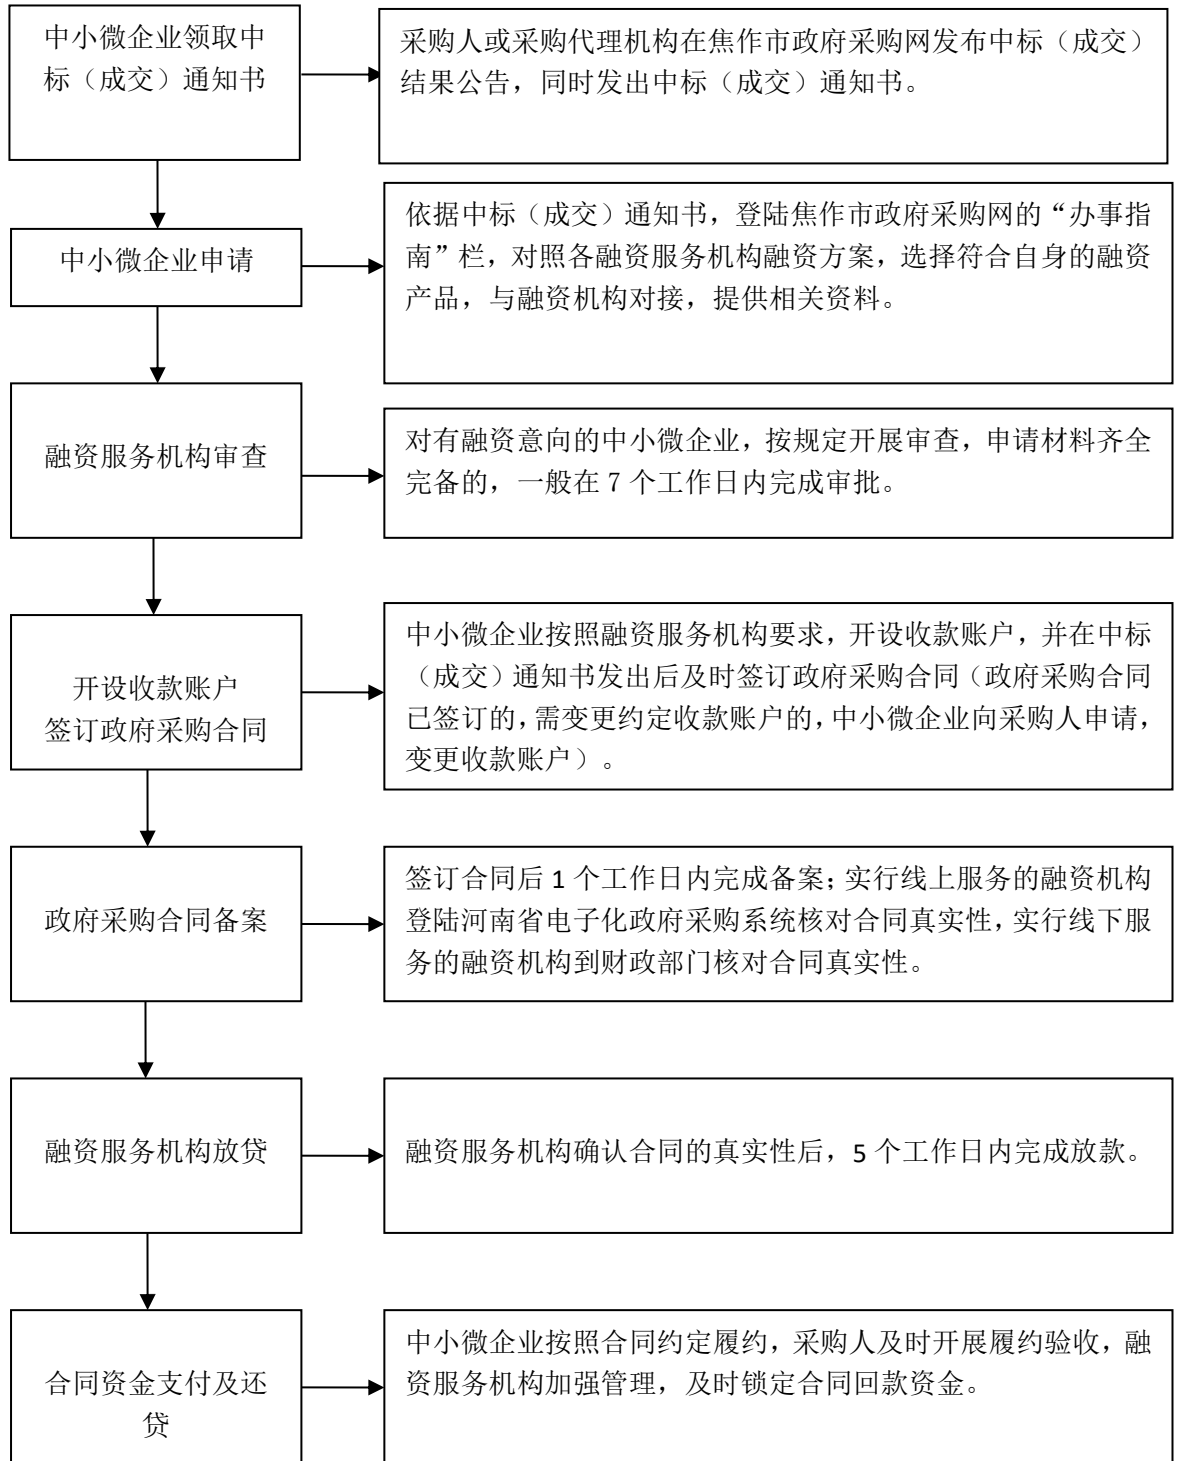 中小微企业领取中
标（成交）通知书
采购人或采购代理机构在焦作市政府采购网发布中标（成交）
结果公告，同时发出中标（成交）通知书。
中小微企业申请
依据中标（成交）通知书，登陆焦作市政府采购网的“办事指
南”栏，对照各融资服务机构融资方案，选择符合自身的融资
产品，与融资机构对接，提供相关资料。
融资服务机构审查
对有融资意向的中小微企业，按规定开展审查，申请材料齐全
完备的，一般在 7 个工作日内完成审批。
开设收款账户
签订政府采购合同
中小微企业按照融资服务机构要求，开设收款账户，并在中标
（成交）通知书发出后及时签订政府采购合同（政府采购合同
已签订的，需变更约定收款账户的，中小微企业向采购人申请，
变更收款账户）。
政府采购合同备案
签订合同后 1 个工作日内完成备案；实行线上服务的融资机构
登陆河南省电子化政府采购系统核对合同真实性，实行线下服
务的融资机构到财政部门核对合同真实性。
融资服务机构放贷
融资服务机构确认合同的真实性后，5 个工作日内完成放款。
合同资金支付及还
贷
中小微企业按照合同约定履约，采购人及时开展履约验收，融
资服务机构加强管理，及时锁定合同回款资金。